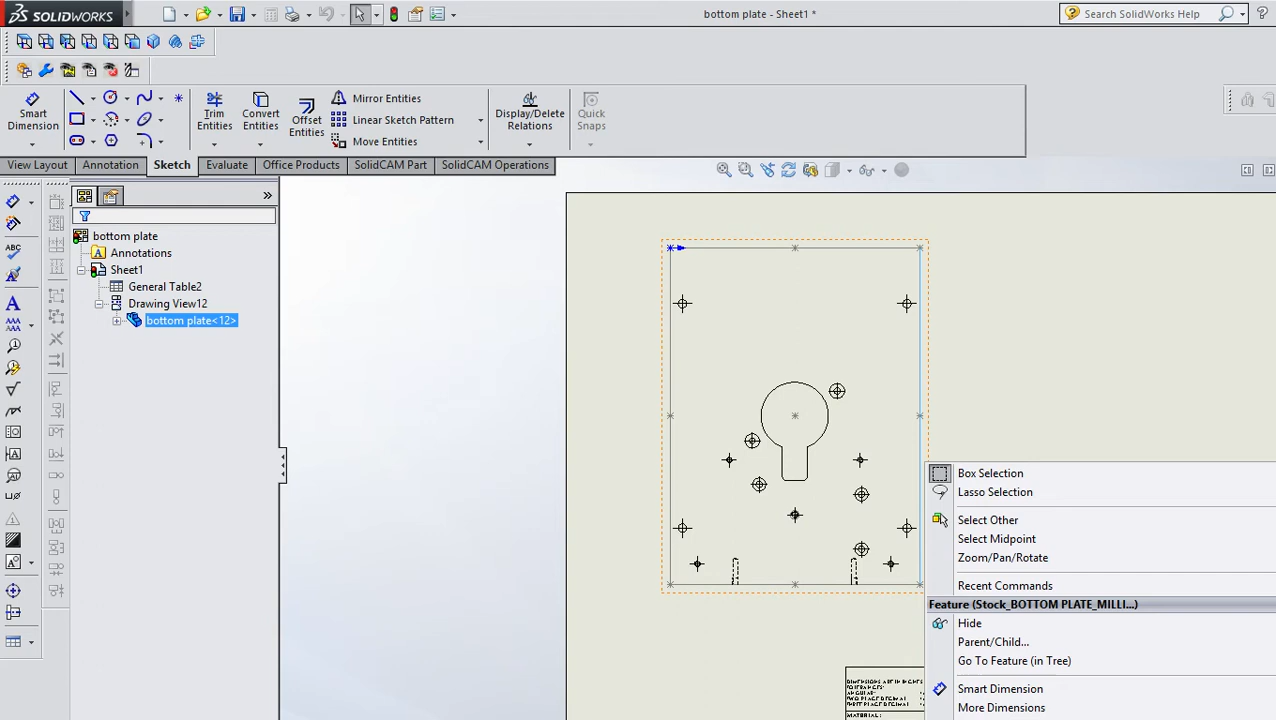 SOLIDWORKS
bottom plate - Sheet1 *
Search SolidWorks Help
?
Smart Dimension
Trim Entities
Convert Entities
Offset Entities
Mirror Entities
Linear Sketch Pattern
Move Entities
Display/Delete Relations
Quick Snaps
View Layout
Annotation
Sketch
Evaluate
Office Products
SolidCAM Part
SolidCAM Operations
bottom plate
Annotations
Sheet1
General Table2
Drawing View12
bottom plate<12>
Box Selection
Lasso Selection
Select Other
Select Midpoint
Zoom/Pan/Rotate
Recent Commands
Feature (Stock_BOTTOM PLATE_MILLI...)
Hide
Parent/Child...
Go To Feature (in Tree)
Smart Dimension
More Dimensions
MATERIAL: